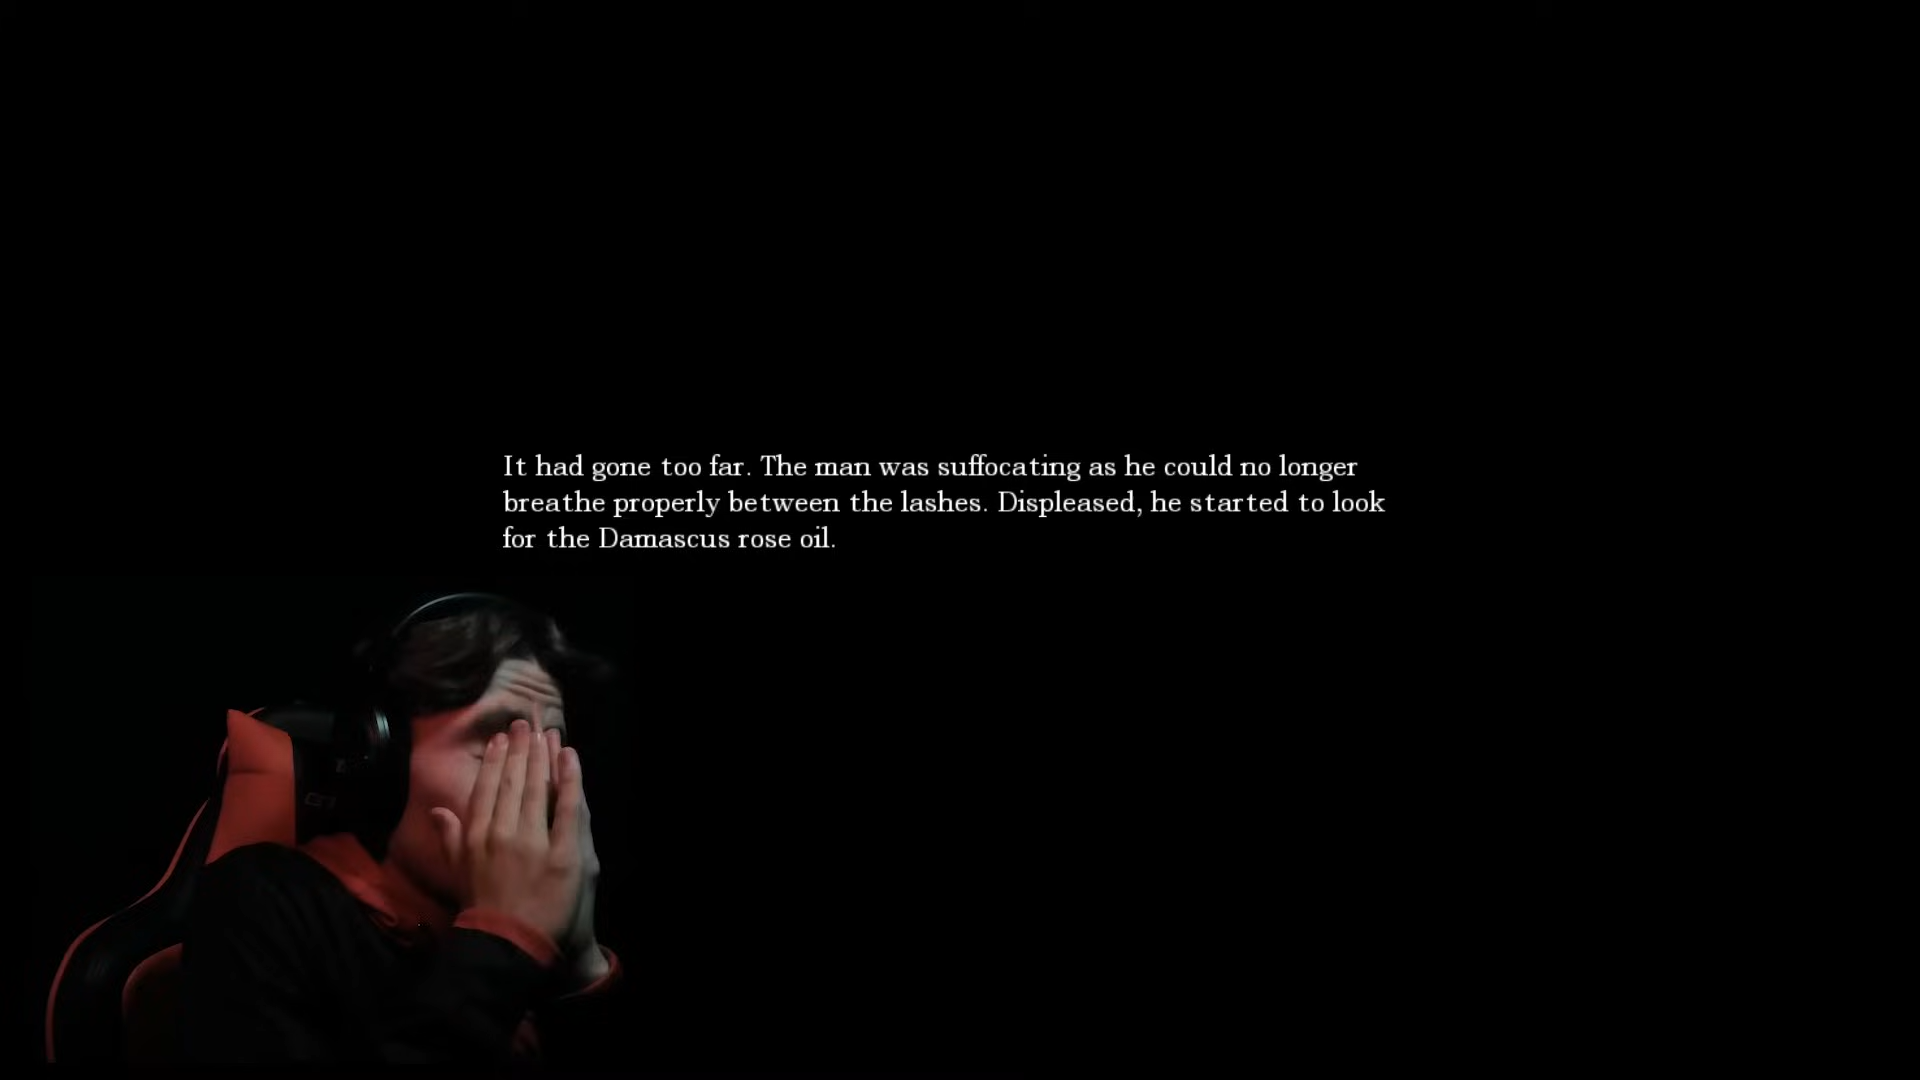 It had gone too far. The man was suffocating as he could no longer
breathe properly between the lashes. Displeased, he started to look
for the Damascus rose oil.